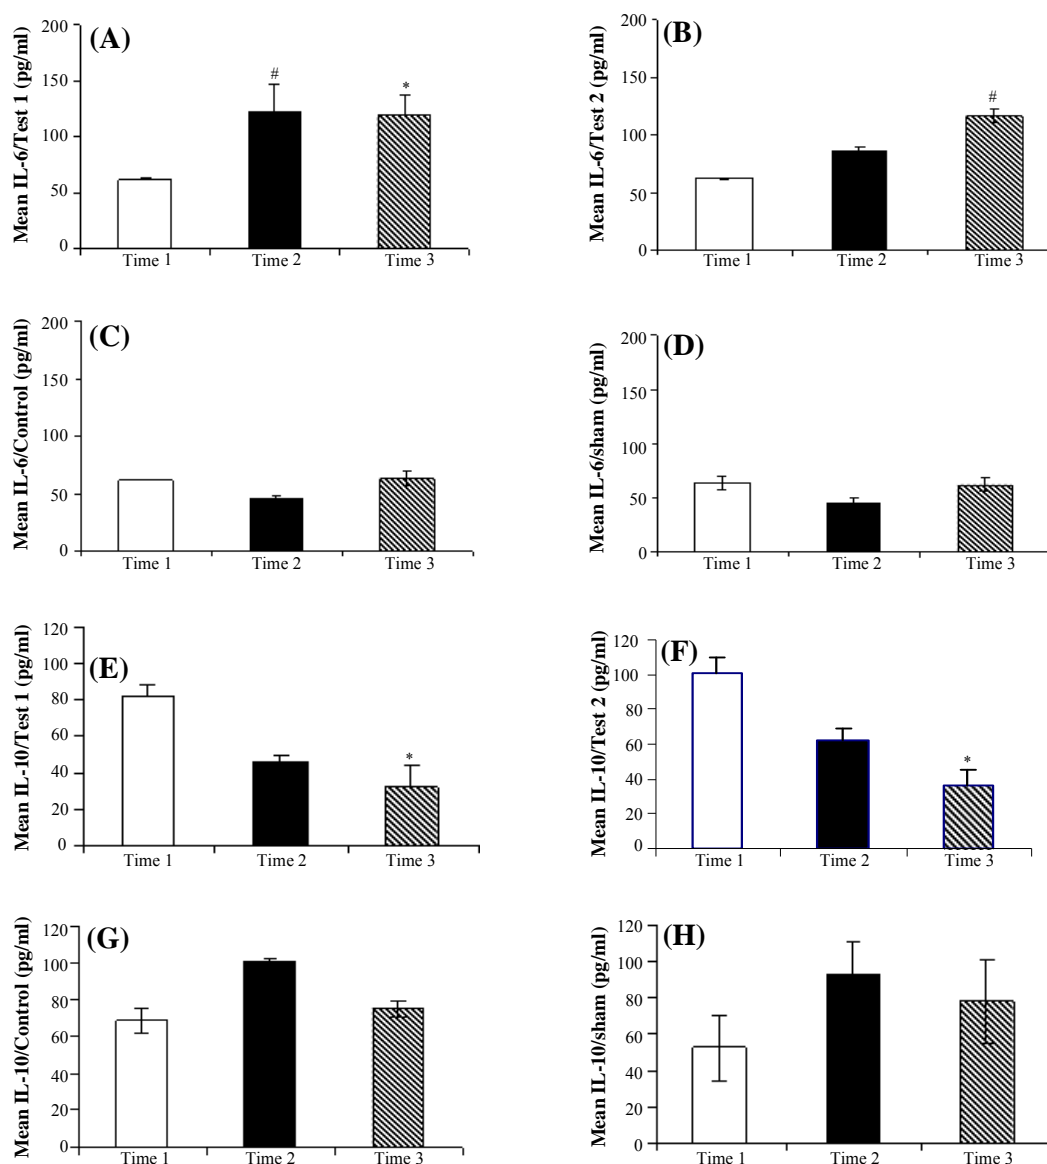 Mean IL-6/Test 1 (pg/ml)
200
150
100
50
0
(A)
#
*
Time 1 Time 2 Time 3
Mean IL-6/Test 2 (pg/ml)
200
150
100
50
0
(B)
#
Time 1 Time 2 Time 3
Mean IL-6/Control (pg/ml)
200
150
100
50
0
(C)
Time 1 Time 2 Time 3
Mean IL-6/sham (pg/ml)
200
150
100
50
0
(D)
Time 1 Time 2 Time 3
Mean IL-10/Test 1 (pg/ml)
120
100
80
60
40
20
0
(E)
*
Time 1 Time 2 Time 3
Mean IL-10/Test 2 (pg/ml)
120
100
80
60
40
20
0
(F)
*
Time 1 Time 2 Time 3
Mean IL-10/Control (pg/ml)
120
100
80
60
40
20
0
(G)
Time 1 Time 2 Time 3
Mean IL-10/sham (pg/ml)
120
100
80
60
40
20
0
(H)
Time 1 Time 2 Time 3